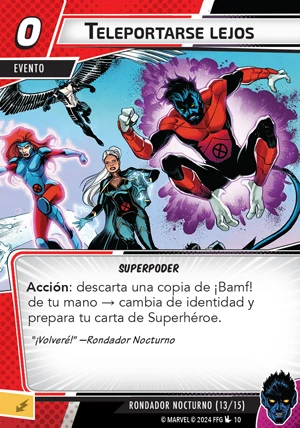 0
TELEPORTARSE LEJOS
EVENTO
SUPERPODER
Acción: descarta una copia de ¡Bamf!
de tu mano → cambia de identidad y
prepara tu carta de Superhéroe.
"¡Volveré!" —Rondador Nocturno
RONDADOR NOCTURNO (13/15)
© MARVEL © 2024 FFG 10